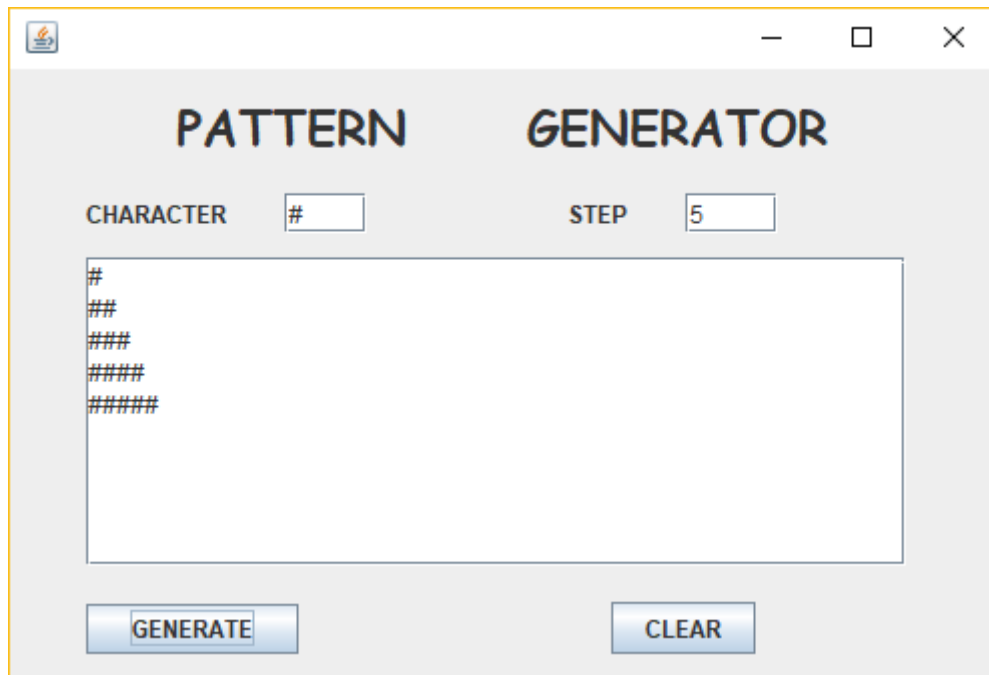 PATTERN GENERATOR
CHARACTER # STEP 5
#
##
###
####
#####
GENERATE CLEAR